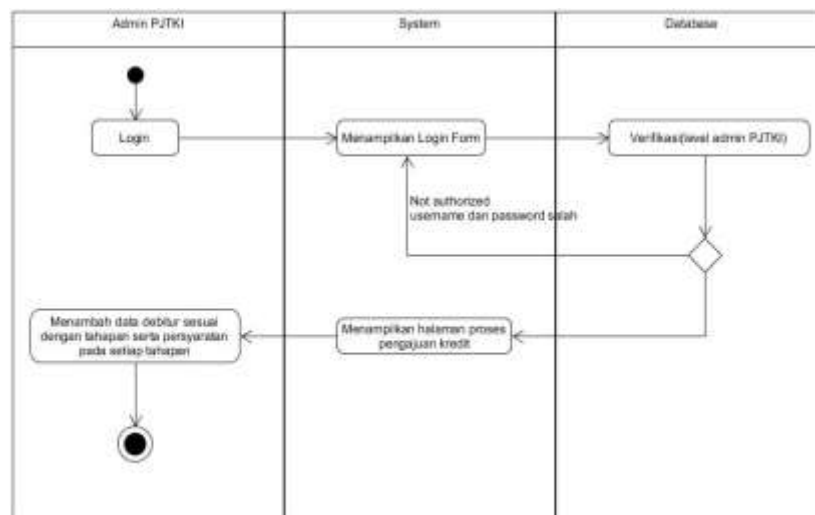 Admin PJTKI
System
Database
Login
Menampilkan Login Form
Verifikasi(lawal admin PJTKI)
Not authorized
username dan password salah
Menambah data debitur sesuai
dengan tahapan serta persyaratan
pada setiap tahapan
Menampilkan halaman proses
pengajuan kredit